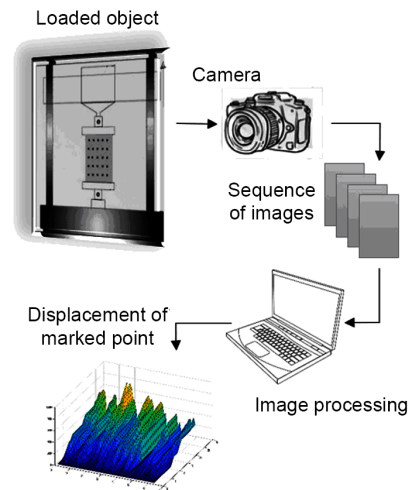 Loaded object
Camera
Sequence
of images
Displacement of
marked point
Image processing